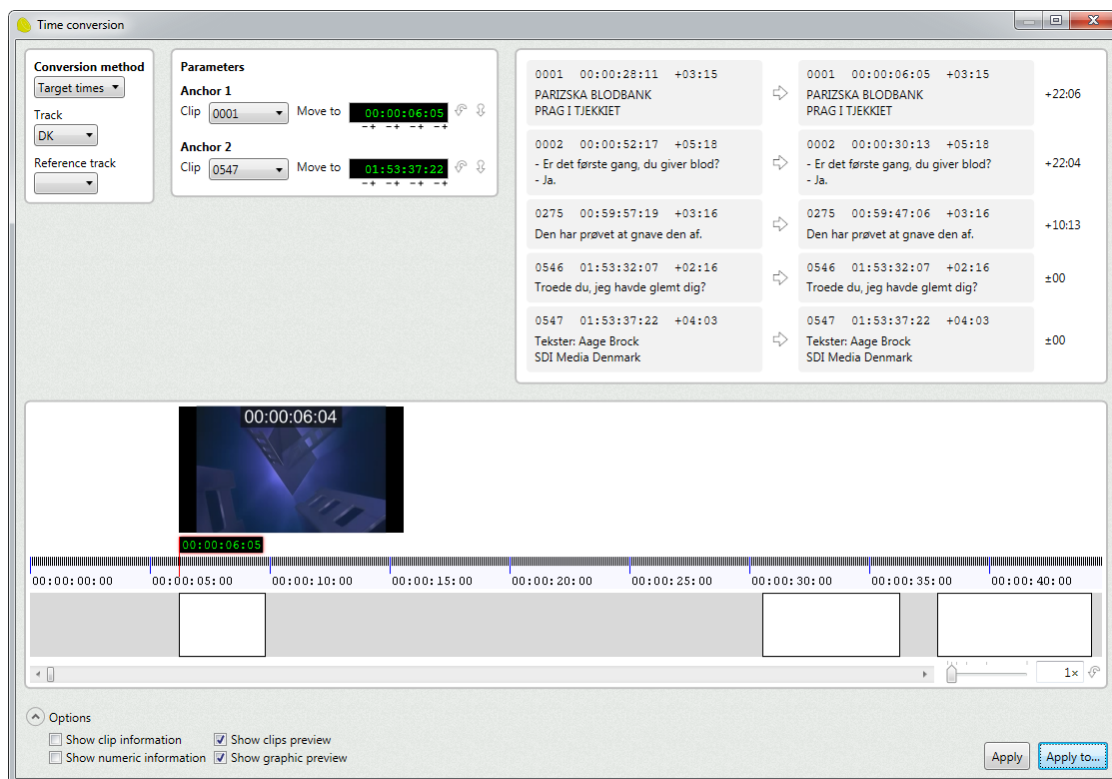 Time conversion
Conversion method
Target times
Track
DK
Reference track
Parameters
Anchor 1
Clip 0001 Move to 00:00:06:05
-+ -+ -+ -+
Anchor 2
Clip 0547 Move to 01:53:37:22
-+ -+ -+ -+
0001 00:00:28:11 +03:15
PARIZSKA BLODBANK
PRAG I TJEKKIET
0001 00:00:06:05 +03:15
PARIZSKA BLODBANK
PRAG I TJEKKIET
+22:06
0002 00:00:52:17 +05:18
- Er det første gang, du giver blod?
- Ja.
0002 00:00:30:13 +05:18
- Er det første gang, du giver blod?
- Ja.
+22:04
0275 00:59:57:19 +03:16
Den har prøvet at gnave den af.
0275 00:59:47:06 +03:16
Den har prøvet at gnave den af.
+10:13
0546 01:53:32:07 +02:16
Troede du, jeg havde glemt dig?
0546 01:53:32:07 +02:16
Troede du, jeg havde glemt dig?
±00
0547 01:53:37:22 +04:03
Tekster: Aage Brock
SDI Media Denmark
0547 01:53:37:22 +04:03
Tekster: Aage Brock
SDI Media Denmark
±00
00:00:06:04
00:00:06:05
00:00:00:00 00:00:05:00 00:00:10:00 00:00:15:00 00:00:20:00 00:00:25:00 00:00:30:00 00:00:35:00 00:00:40:00
1×
Options
Show clip information Show clips preview
Show numeric information Show graphic preview
Apply Apply to...